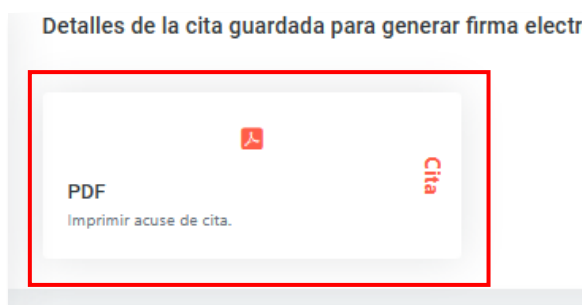 Detalles de la cita guardada para generar firma electr
Cita
PDF
Imprimir acuse de cita.